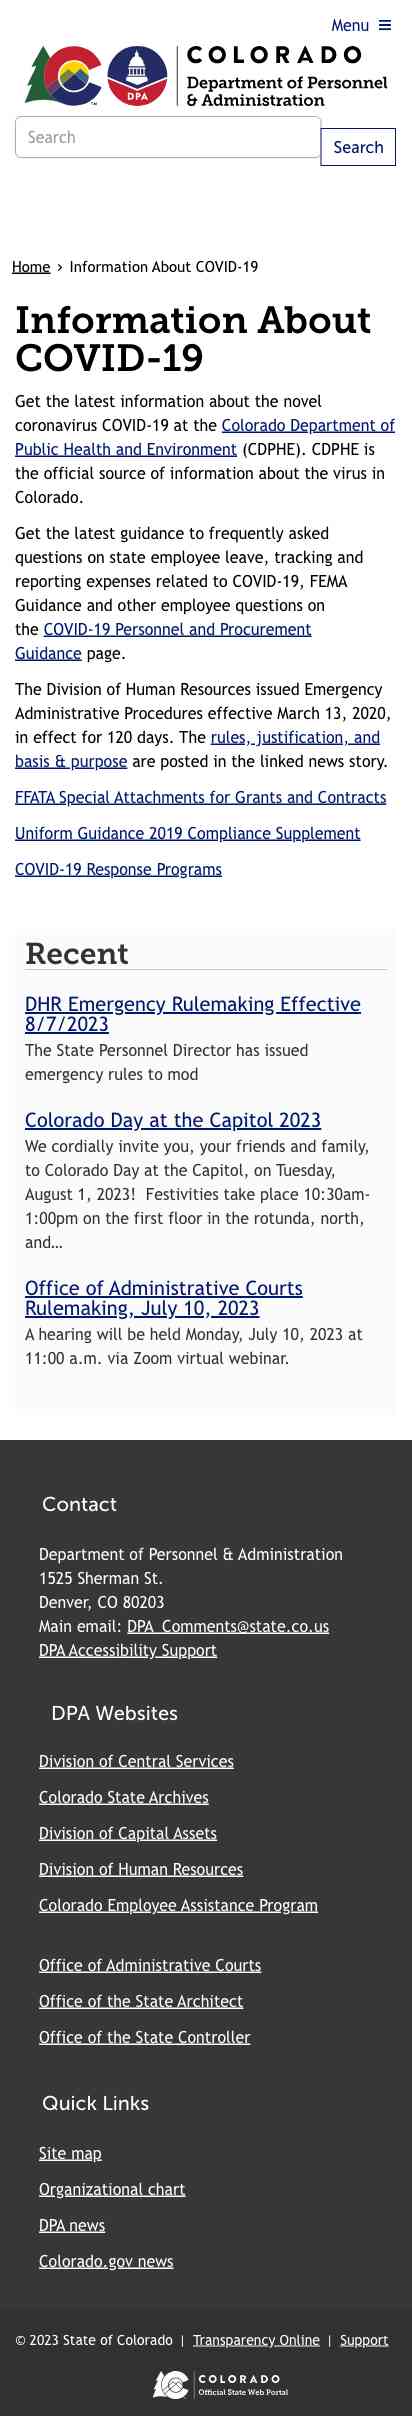 Menu
COLORADO
Department of Personnel
& Administration
DPA
TM
Search
Search
Home › Information About COVID-19
Information About
COVID-19
Get the latest information about the novel
coronavirus COVID-19 at the Colorado Department of
Public Health and Environment (CDPHE). CDPHE is
the official source of information about the virus in
Colorado.
Get the latest guidance to frequently asked
questions on state employee leave, tracking and
reporting expenses related to COVID-19, FEMA
Guidance and other employee questions on
the COVID-19 Personnel and Procurement
Guidance page.
The Division of Human Resources issued Emergency
Administrative Procedures effective March 13, 2020,
in effect for 120 days. The rules, justification, and
basis & purpose are posted in the linked news story.
FFATA Special Attachments for Grants and Contracts
Uniform Guidance 2019 Compliance Supplement
COVID-19 Response Programs
Recent
DHR Emergency Rulemaking Effective
8/7/2023
The State Personnel Director has issued
emergency rules to mod
Colorado Day at the Capitol 2023
We cordially invite you, your friends and family,
to Colorado Day at the Capitol, on Tuesday,
August 1, 2023!  Festivities take place 10:30am-
1:00pm on the first floor in the rotunda, north,
and…
Office of Administrative Courts
Rulemaking, July 10, 2023
A hearing will be held Monday, July 10, 2023 at
11:00 a.m. via Zoom virtual webinar.
Contact
Department of Personnel & Administration
1525 Sherman St.
Denver, CO 80203
Main email: DPA_Comments@state.co.us
DPA Accessibility Support
DPA Websites
Division of Central Services
Colorado State Archives
Division of Capital Assets
Division of Human Resources
Colorado Employee Assistance Program
Office of Administrative Courts
Office of the State Architect
Office of the State Controller
Quick Links
Site map
Organizational chart
DPA news
Colorado.gov news
© 2023 State of Colorado | Transparency Online | Support
COLORADO
Official State Web Portal